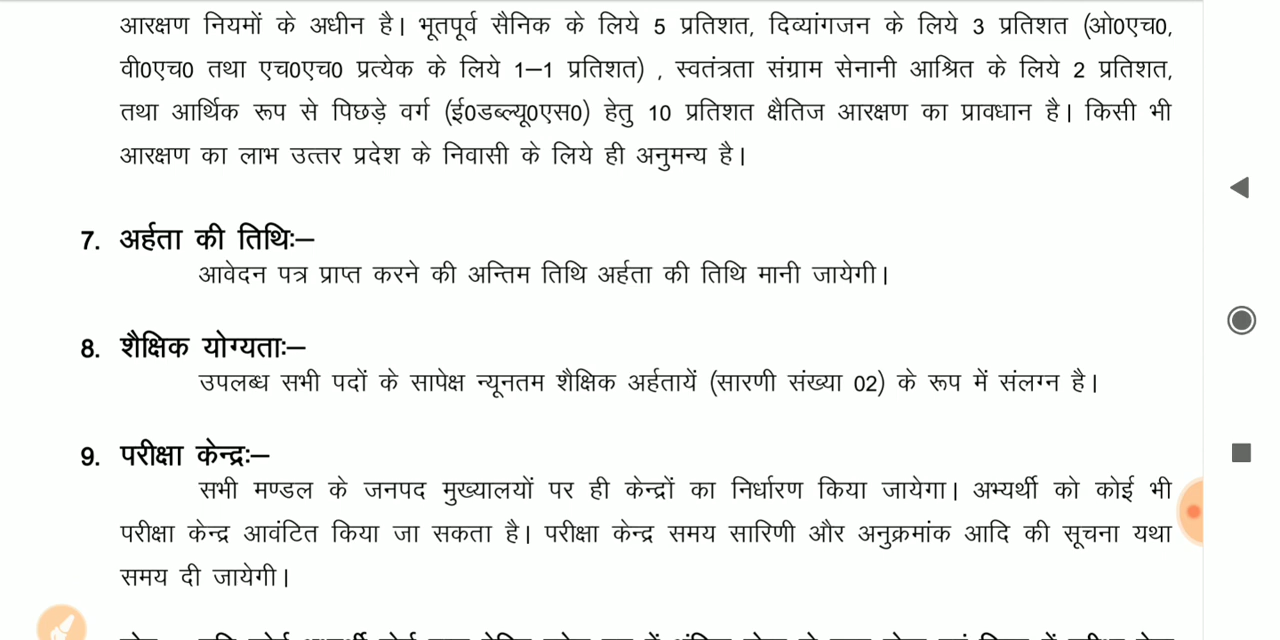 आरक्षण नियमों के अधीन है। भूतपूर्व सैनिक के लिये 5 प्रतिशत, दिव्यांगजन के लिये 3 प्रतिशत (ओ0एच0,
वी0एच0 तथा एच0एच0 प्रत्येक के लिये 1–1 प्रतिशत) , स्वतंत्रता संग्राम सेनानी आश्रित के लिये 2 प्रतिशत,
तथा आर्थिक रूप से पिछड़े वर्ग (ई0डब्ल्यू0एस0) हेतु 10 प्रतिशत क्षैतिज आरक्षण का प्रावधान है। किसी भी
आरक्षण का लाभ उत्तर प्रदेश के निवासी के लिये ही अनुमन्य है।
7. अर्हता की तिथिः–
आवेदन पत्र प्राप्त करने की अन्तिम तिथि अर्हता की तिथि मानी जायेगी।
8. शैक्षिक योग्यताः–
उपलब्ध सभी पदों के सापेक्ष न्यूनतम शैक्षिक अर्हतायें (सारणी संख्या 02) के रूप में संलग्न है।
9. परीक्षा केन्द्रः–
सभी मण्डल के जनपद मुख्यालयों पर ही केन्द्रों का निर्धारण किया जायेगा। अभ्यर्थी को कोई भी
परीक्षा केन्द्र आवंटित किया जा सकता है। परीक्षा केन्द्र समय सारिणी और अनुक्रमांक आदि की सूचना यथा
समय दी जायेगी।